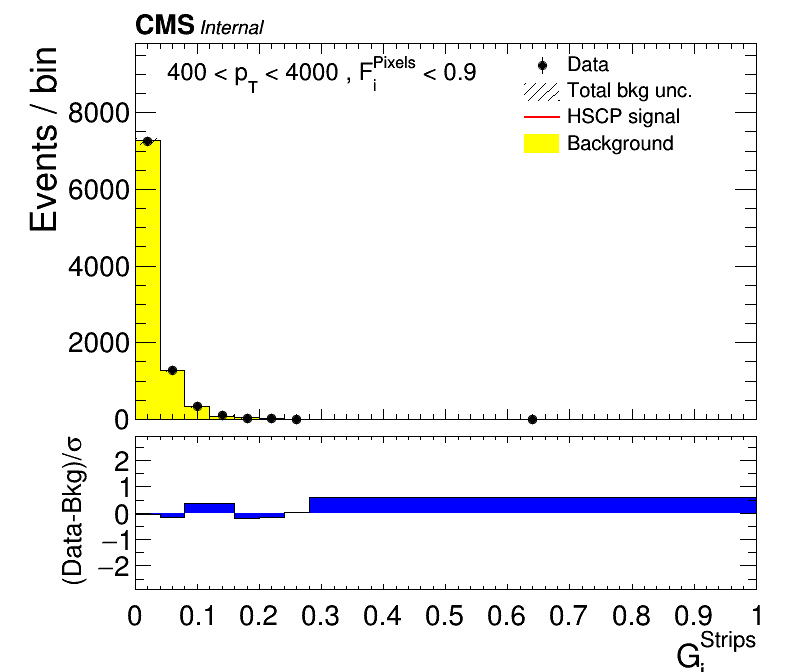 CMS Internal
400 < p_T < 4000 , F_i^Pixels < 0.9
Data
Total bkg unc.
HSCP signal
Background
Events / bin
8000
6000
4000
2000
0
(Data-Bkg)/σ
2
1
0
−1
−2
0 0.1 0.2 0.3 0.4 0.5 0.6 0.7 0.8 0.9 1
G_i^Strips